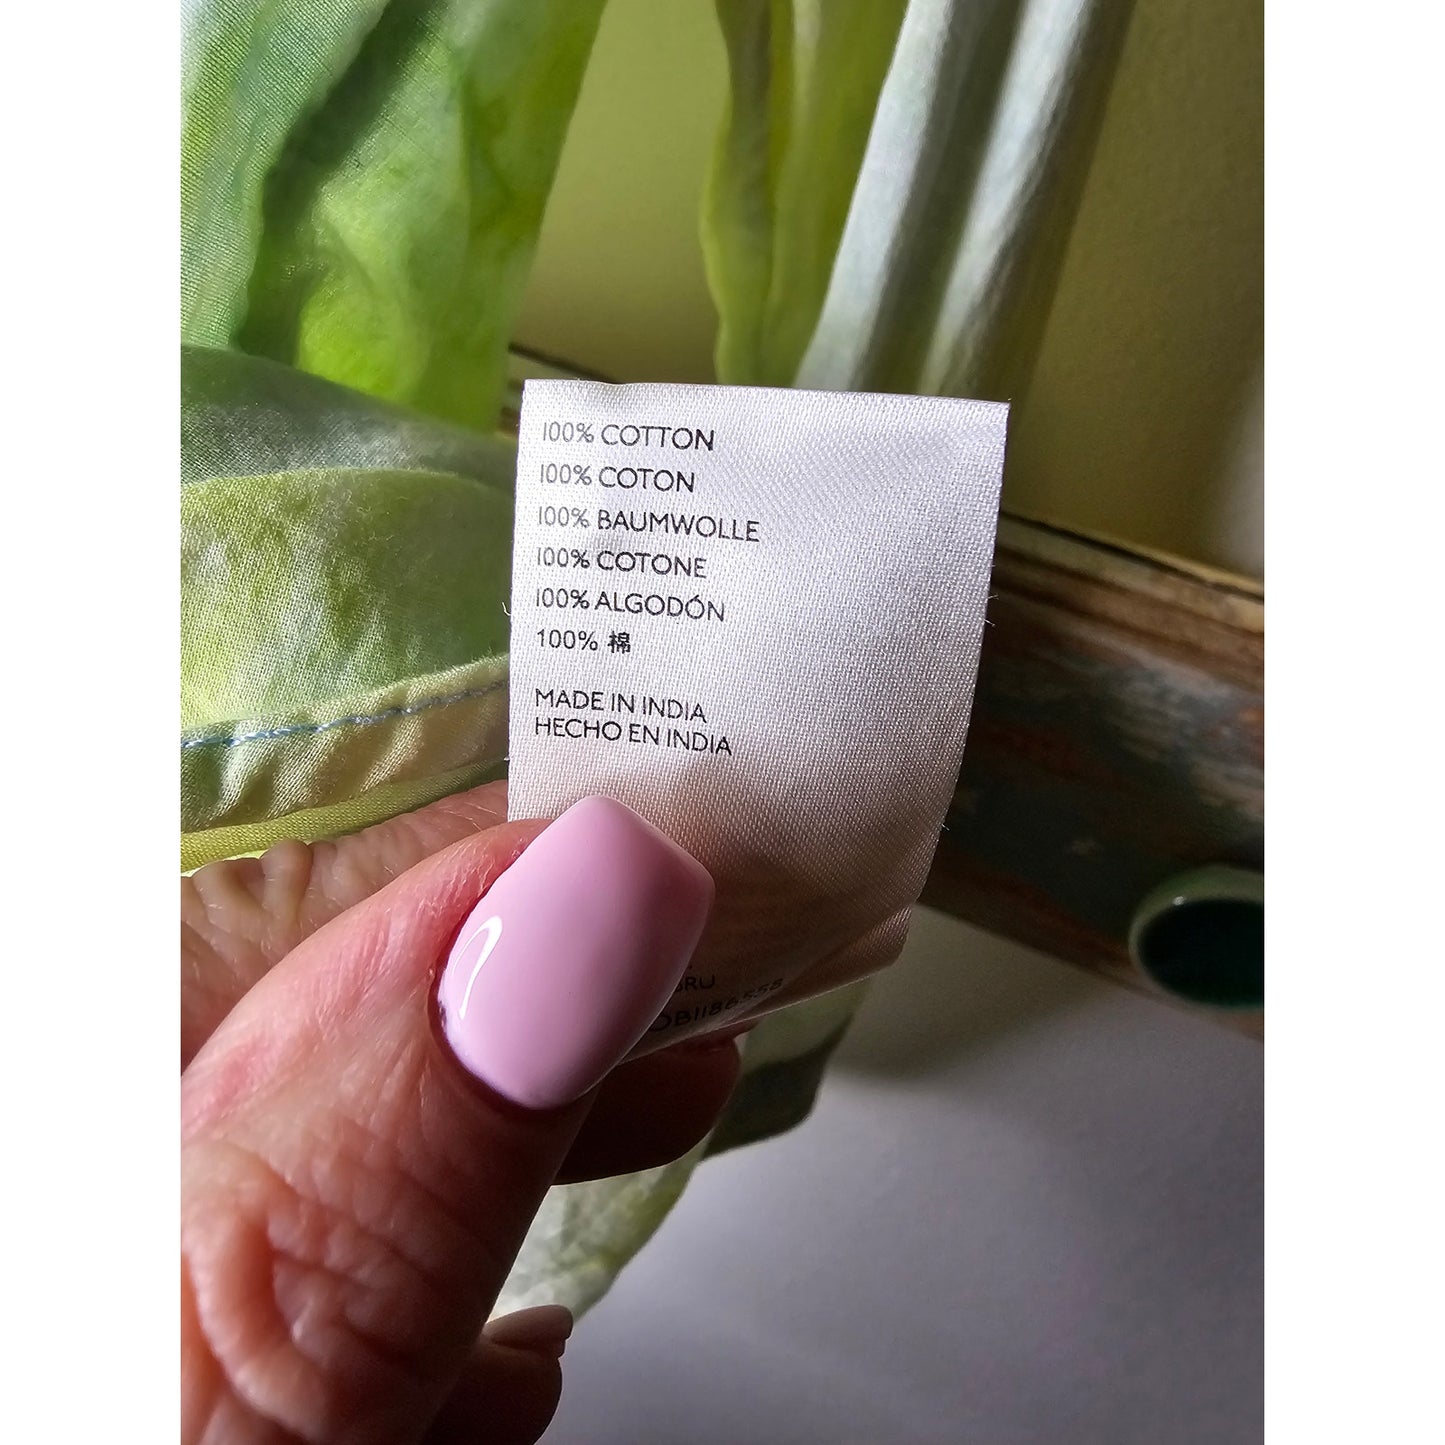 100% COTTON
100% COTON
100% BAUMWOLLE
100% COTONE
100% ALGODÓN
100% 棉
MADE IN INDIA
HECHO EN INDIA